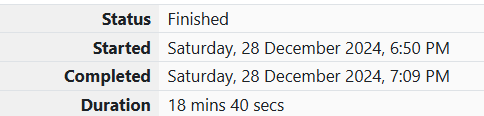 Status Finished
Started Saturday, 28 December 2024, 6:50 PM
Completed Saturday, 28 December 2024, 7:09 PM
Duration 18 mins 40 secs